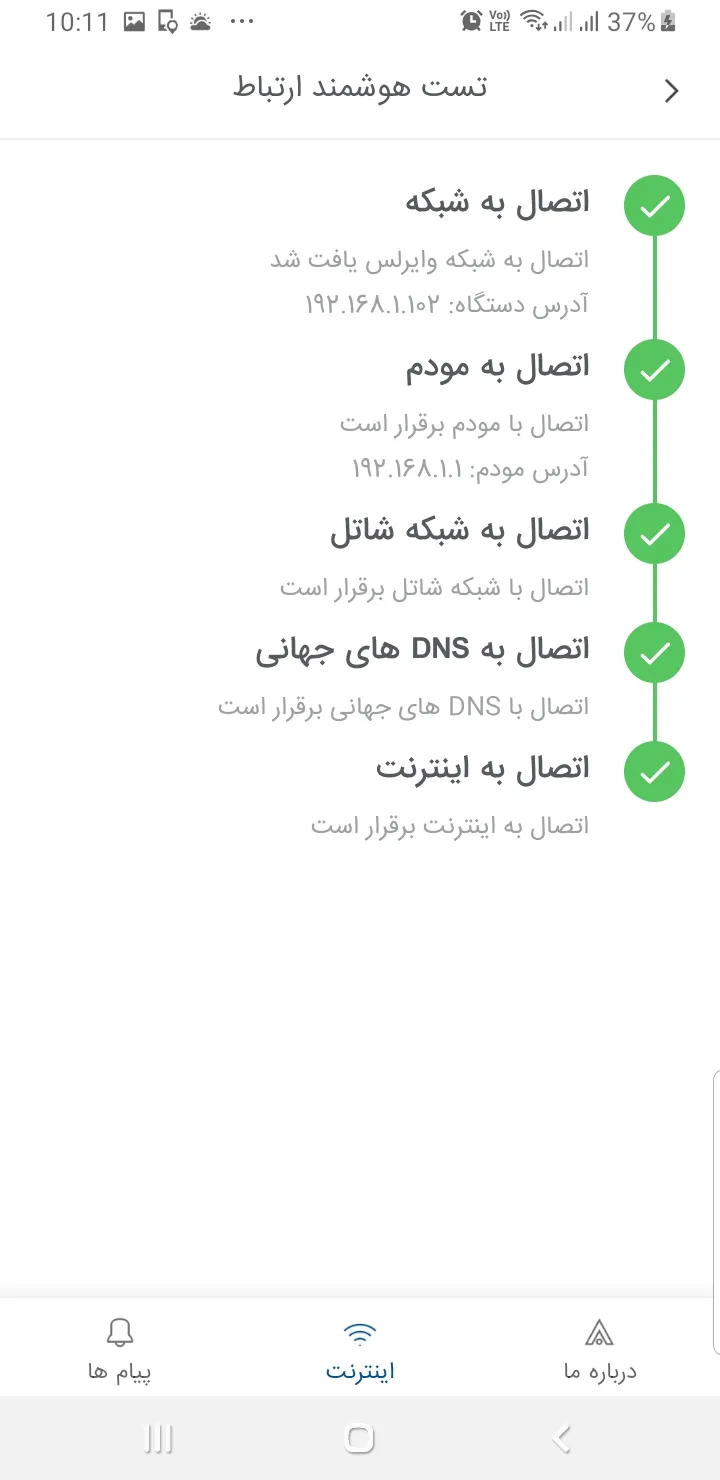 10:11 Vo)) LTE 37%
تست هوشمند ارتباط
اتصال به شبکه
اتصال به شبکه وایرلس یافت شد
آدرس دستگاه: ۱۹۲.۱۶۸.۱.۱۰۲
اتصال به مودم
اتصال با مودم برقرار است
آدرس مودم: ۱۹۲.۱۶۸.۱.۱
اتصال به شبکه شاتل
اتصال با شبکه شاتل برقرار است
اتصال به DNS های جهانی
اتصال با DNS های جهانی برقرار است
اتصال به اینترنت
اتصال به اینترنت برقرار است
درباره ما اینترنت پیام ها